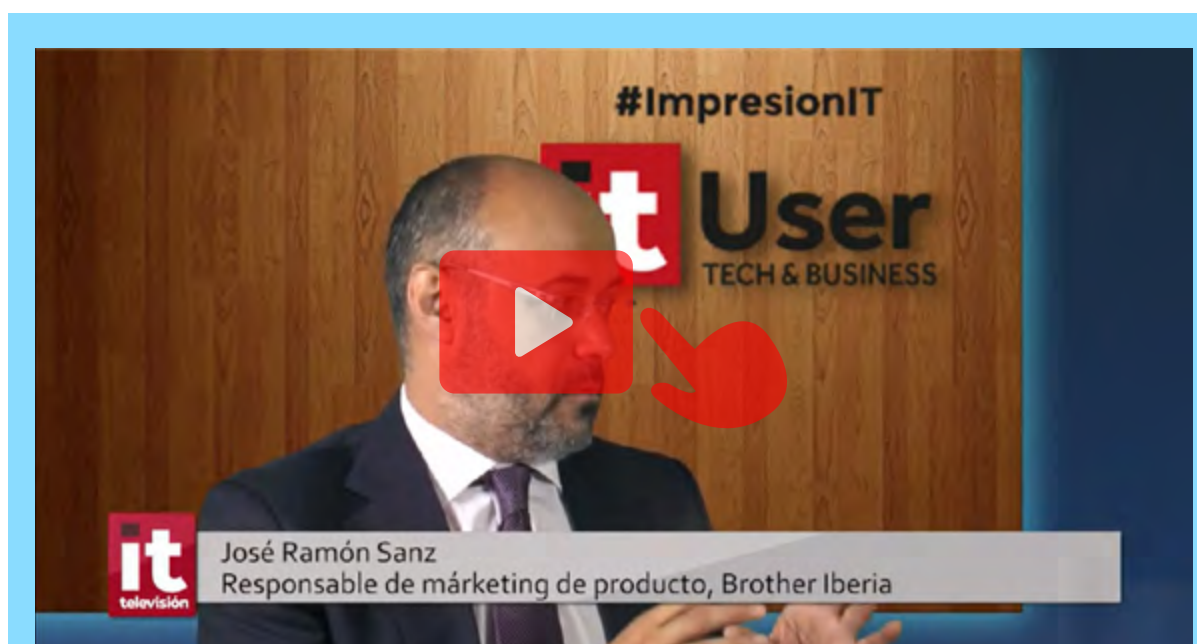 #ImpresionIT
it User
TECH & BUSINESS
it
televisión
José Ramón Sanz
Responsable de márketing de producto, Brother Iberia